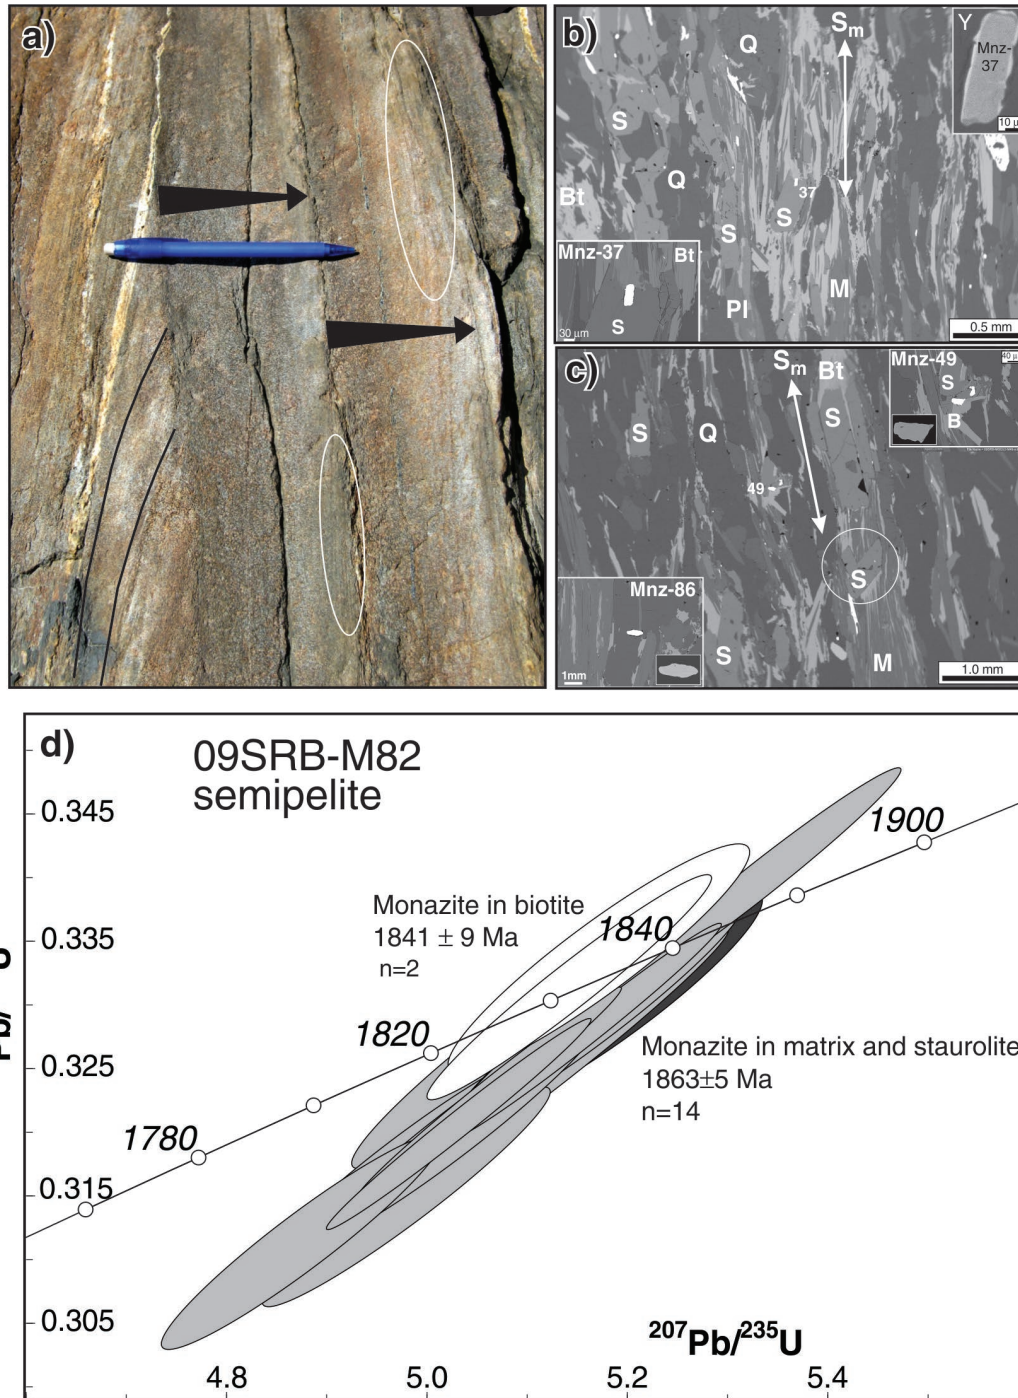 a)
b)
Q
Sm
Y
Mnz-
37
10 µ
S
Q
Bt
37
S
S
Mnz-37
Bt
M
Pl
S
30 µm
0.5 mm
c)
Sm
Bt
Mnz-49
40 µ
S
B
S
Q
S
49
S
Mnz-86
S
M
1mm
1.0 mm
d)
09SRB-M82
semipelite
0.345
1900
Monazite in biotite
1841 ± 9 Ma
n=2
1840
0.335
Pb/
U
1820
0.325
Monazite in matrix and staurolite
1863±5 Ma
n=14
1780
0.315
0.305
207Pb/235U
4.8
5.0
5.2
5.4